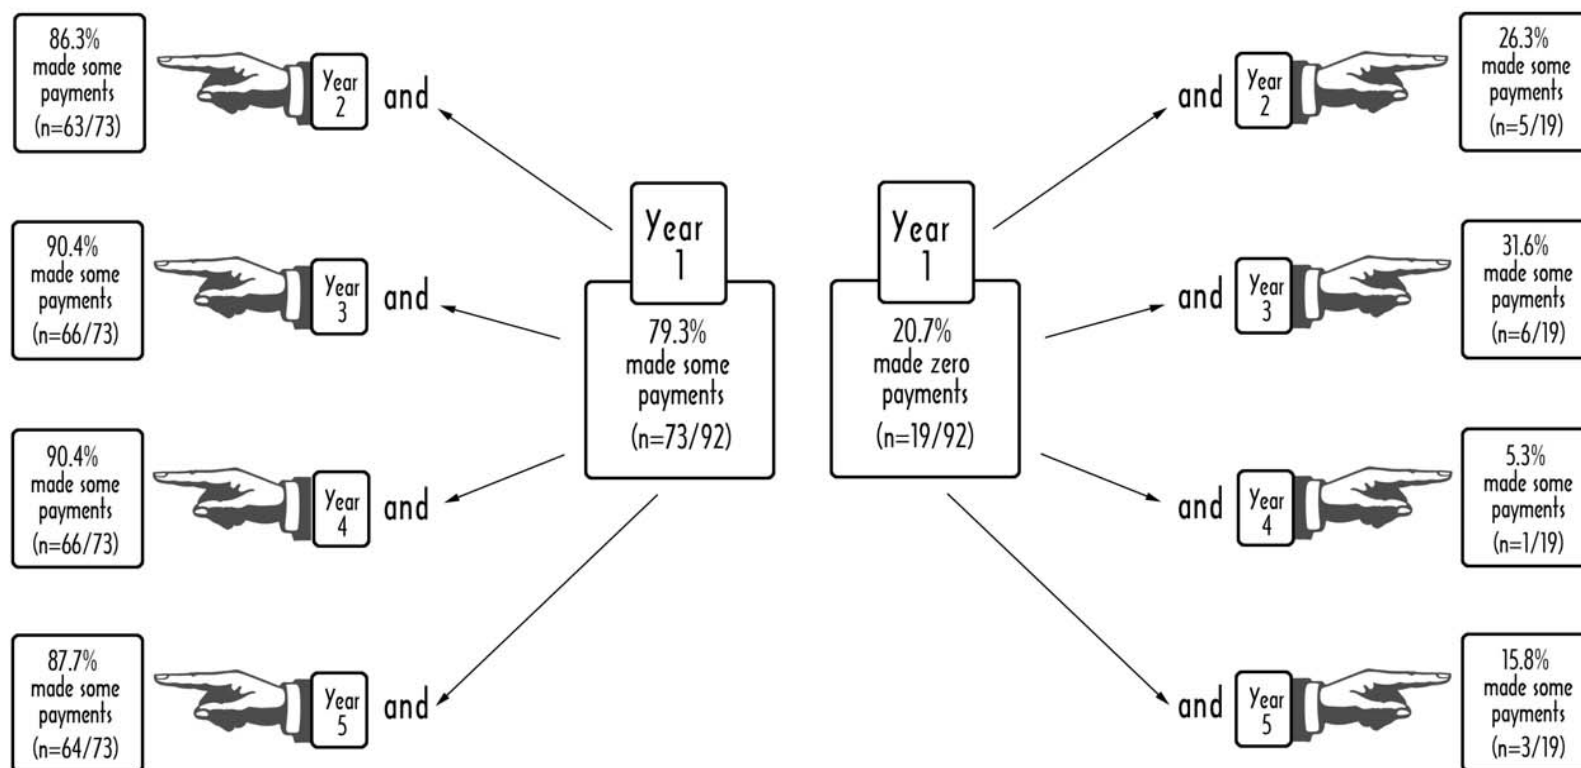 86.3%
made some
payments
(n=63/73)
Year
2
and
and
Year
2
26.3%
made some
payments
(n=5/19)
90.4%
made some
payments
(n=66/73)
Year
3
and
Year
1
79.3%
made some
payments
(n=73/92)
Year
1
20.7%
made zero
payments
(n=19/92)
and
Year
3
31.6%
made some
payments
(n=6/19)
90.4%
made some
payments
(n=66/73)
Year
4
and
and
Year
4
5.3%
made some
payments
(n=1/19)
87.7%
made some
payments
(n=64/73)
Year
5
and
and
Year
5
15.8%
made some
payments
(n=3/19)